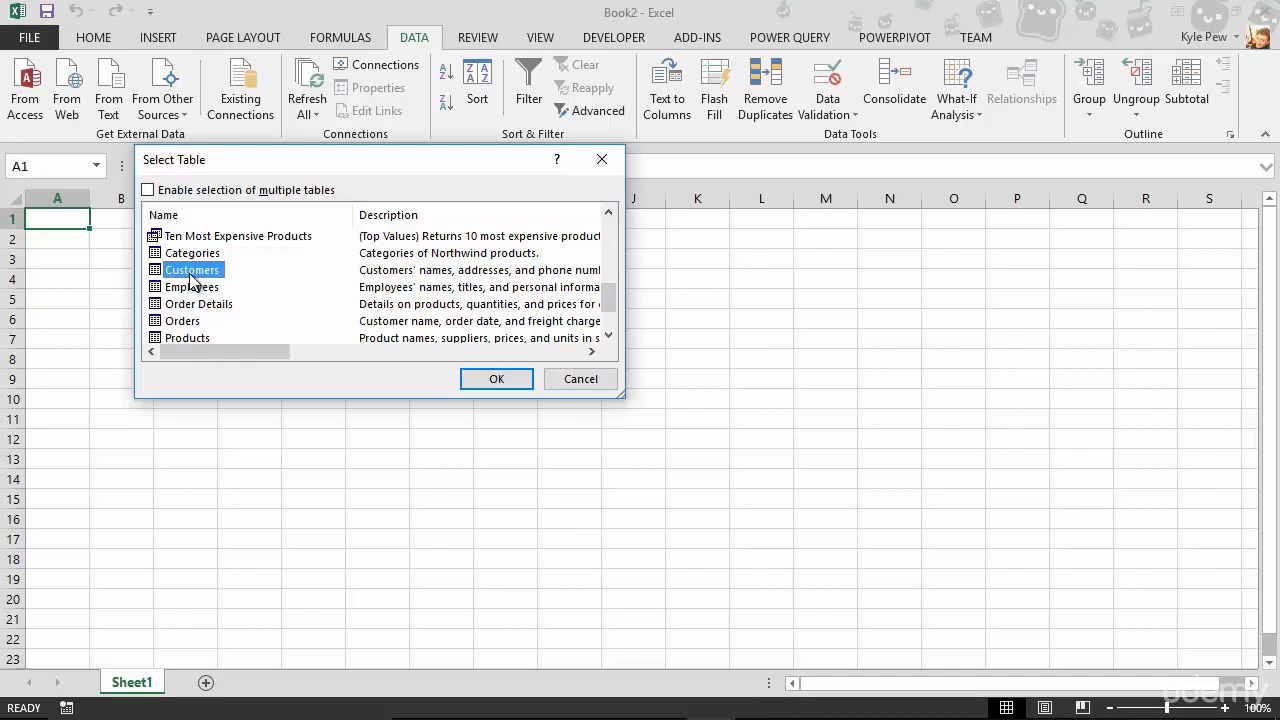 Book2 - Excel
FILE HOME INSERT PAGE LAYOUT FORMULAS DATA REVIEW VIEW DEVELOPER ADD-INS POWER QUERY POWERPIVOT TEAM Kyle Pew
From Access
From Web
From Text
From Other Sources
Existing Connections
Get External Data
Refresh All
Connections
Properties
Edit Links
Connections
Sort
Filter
Clear
Reapply
Advanced
Sort & Filter
Text to Columns
Flash Fill
Remove Duplicates
Data Validation
Consolidate
What-If Analysis
Relationships
Data Tools
Group
Ungroup
Subtotal
Outline
A1
Select Table
?
Enable selection of multiple tables
Name Description
Ten Most Expensive Products (Top Values) Returns 10 most expensive product
Categories Categories of Northwind products.
Customers Customers' names, addresses, and phone num
Employees Employees' names, titles, and personal informa
Order Details Details on products, quantities, and prices for
Orders Customer name, order date, and freight charge
Products Product names, suppliers, prices, and units in s
OK Cancel
A B J K L M N O P Q R S
1
2
3
4
5
6
7
8
9
10
11
12
13
14
15
16
17
18
19
20
21
22
23
Sheet1
READY
100%
udemy